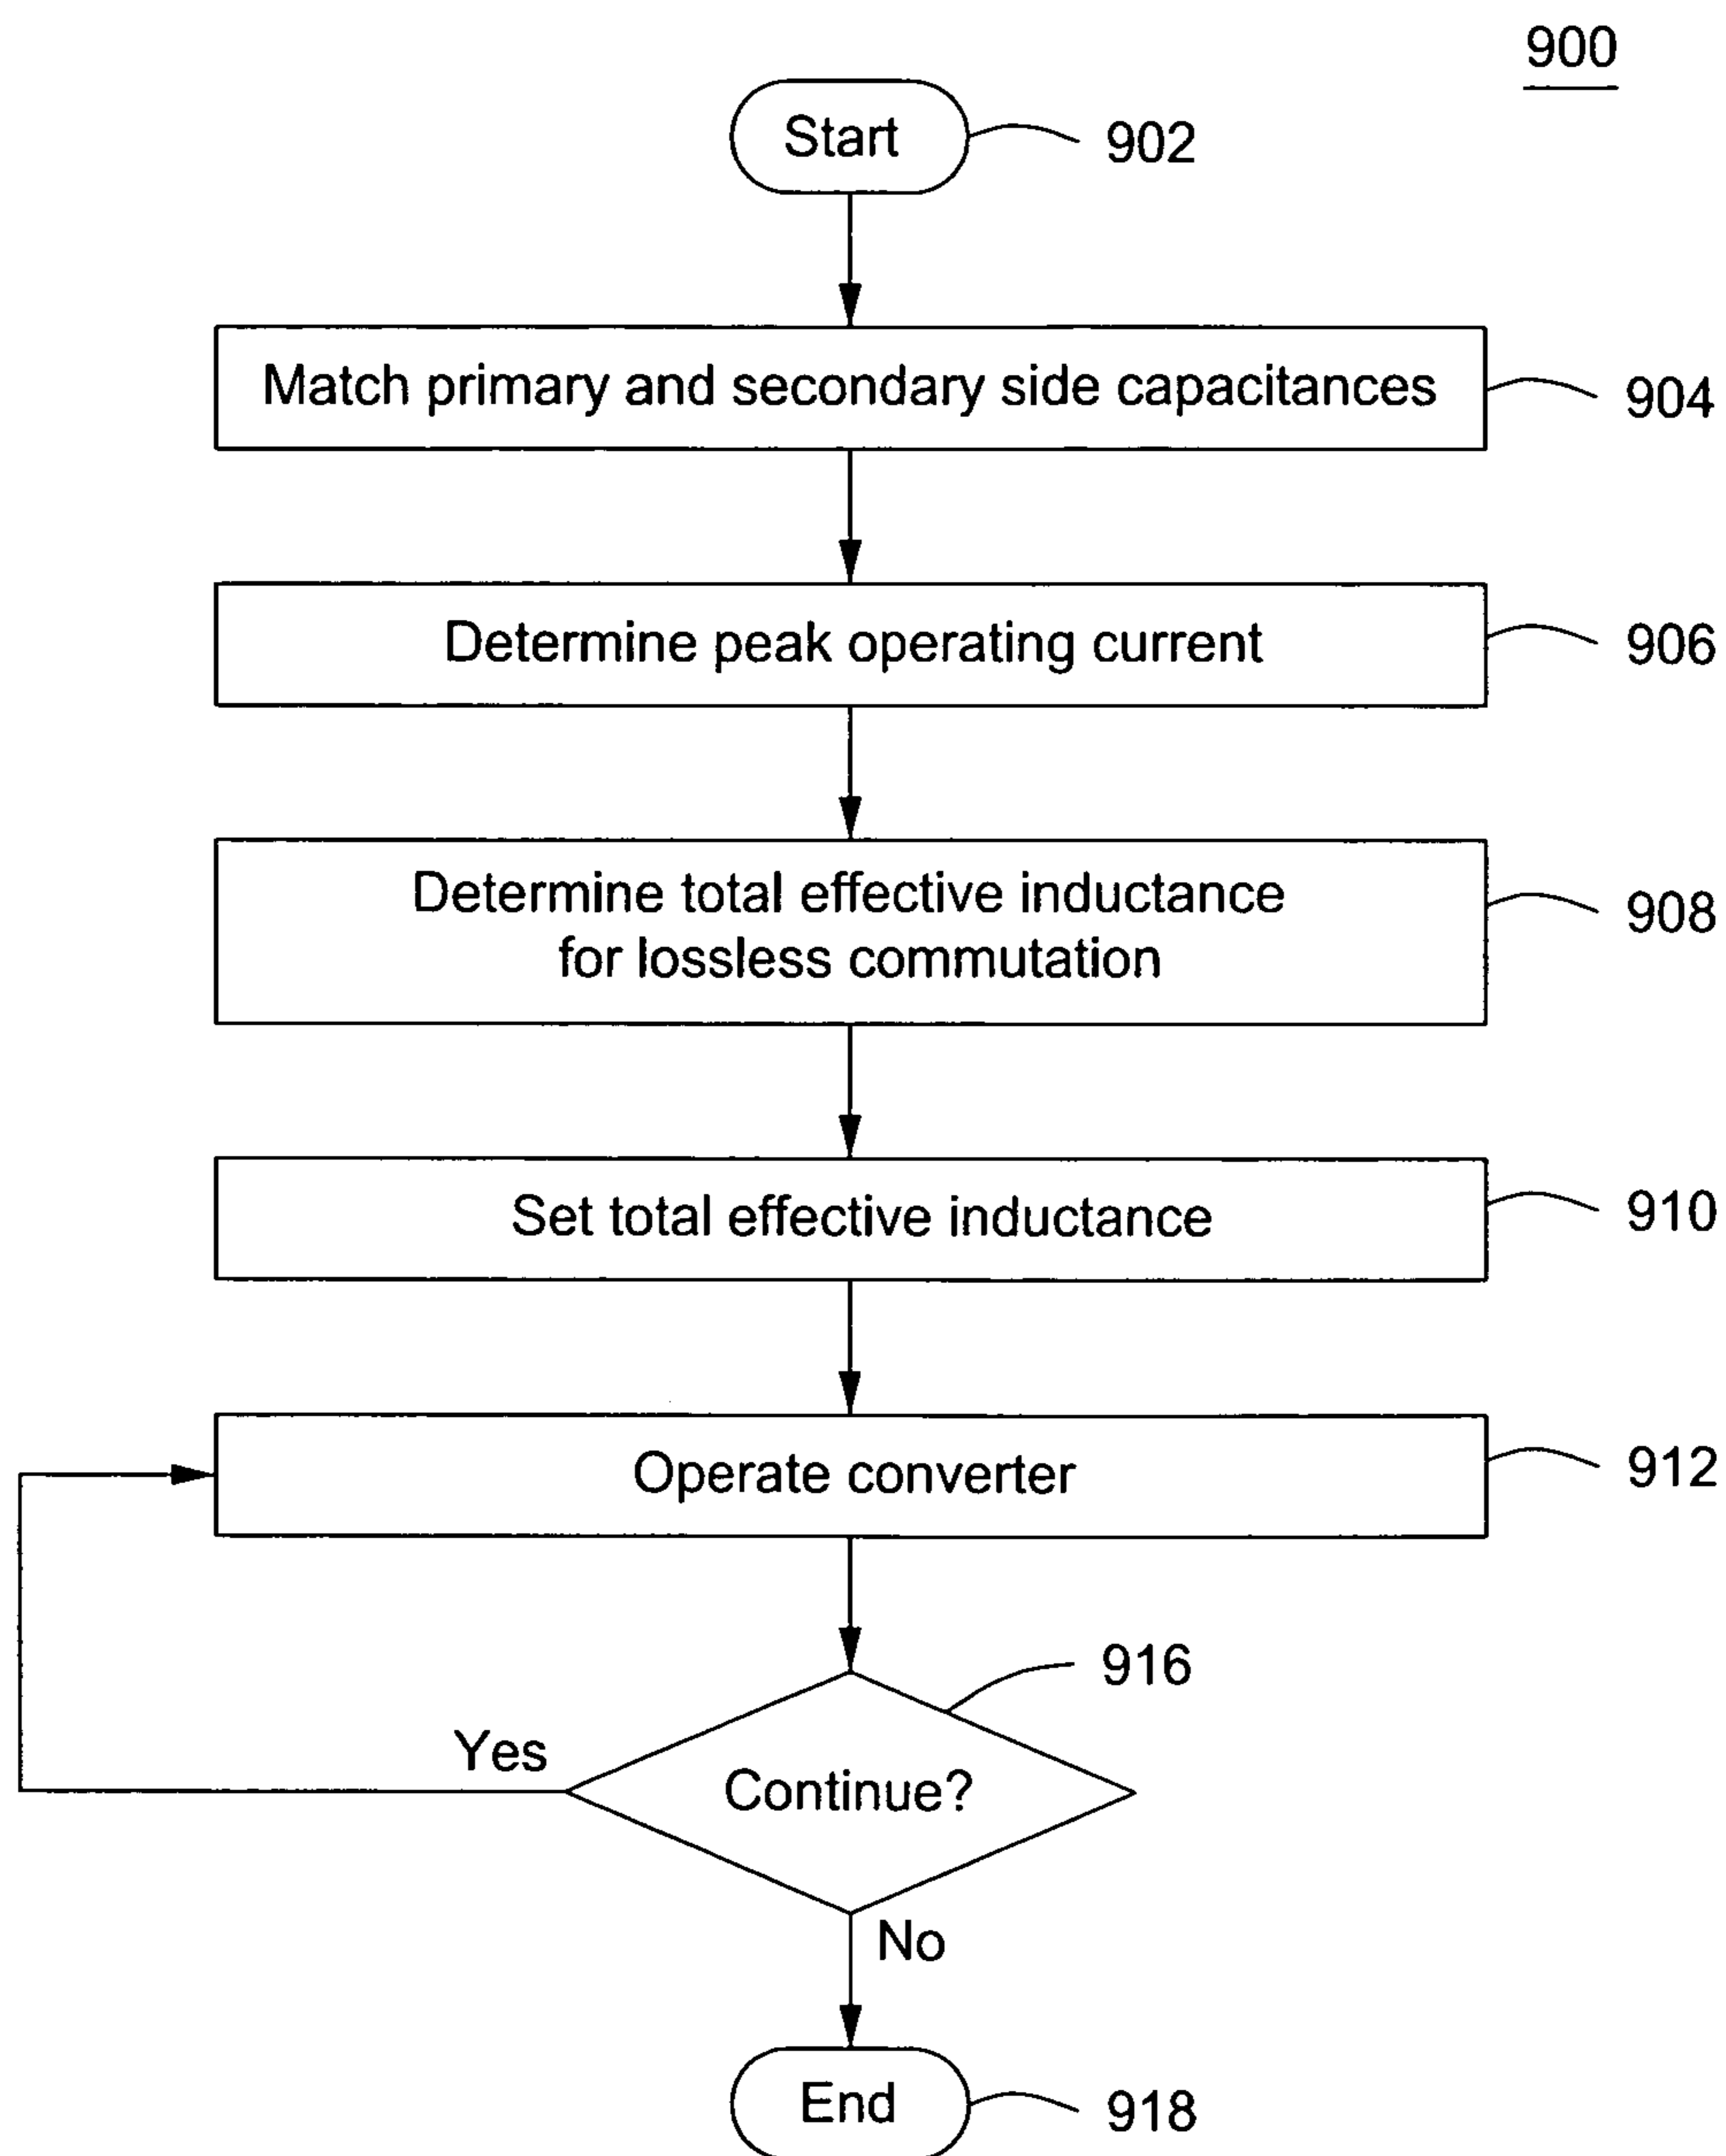 900
Start
902
Match primary and secondary side capacitances
904
Determine peak operating current
906
Determine total effective inductance
for lossless commutation
908
Set total effective inductance
910
Operate converter
912
916
Yes
Continue?
No
End
918